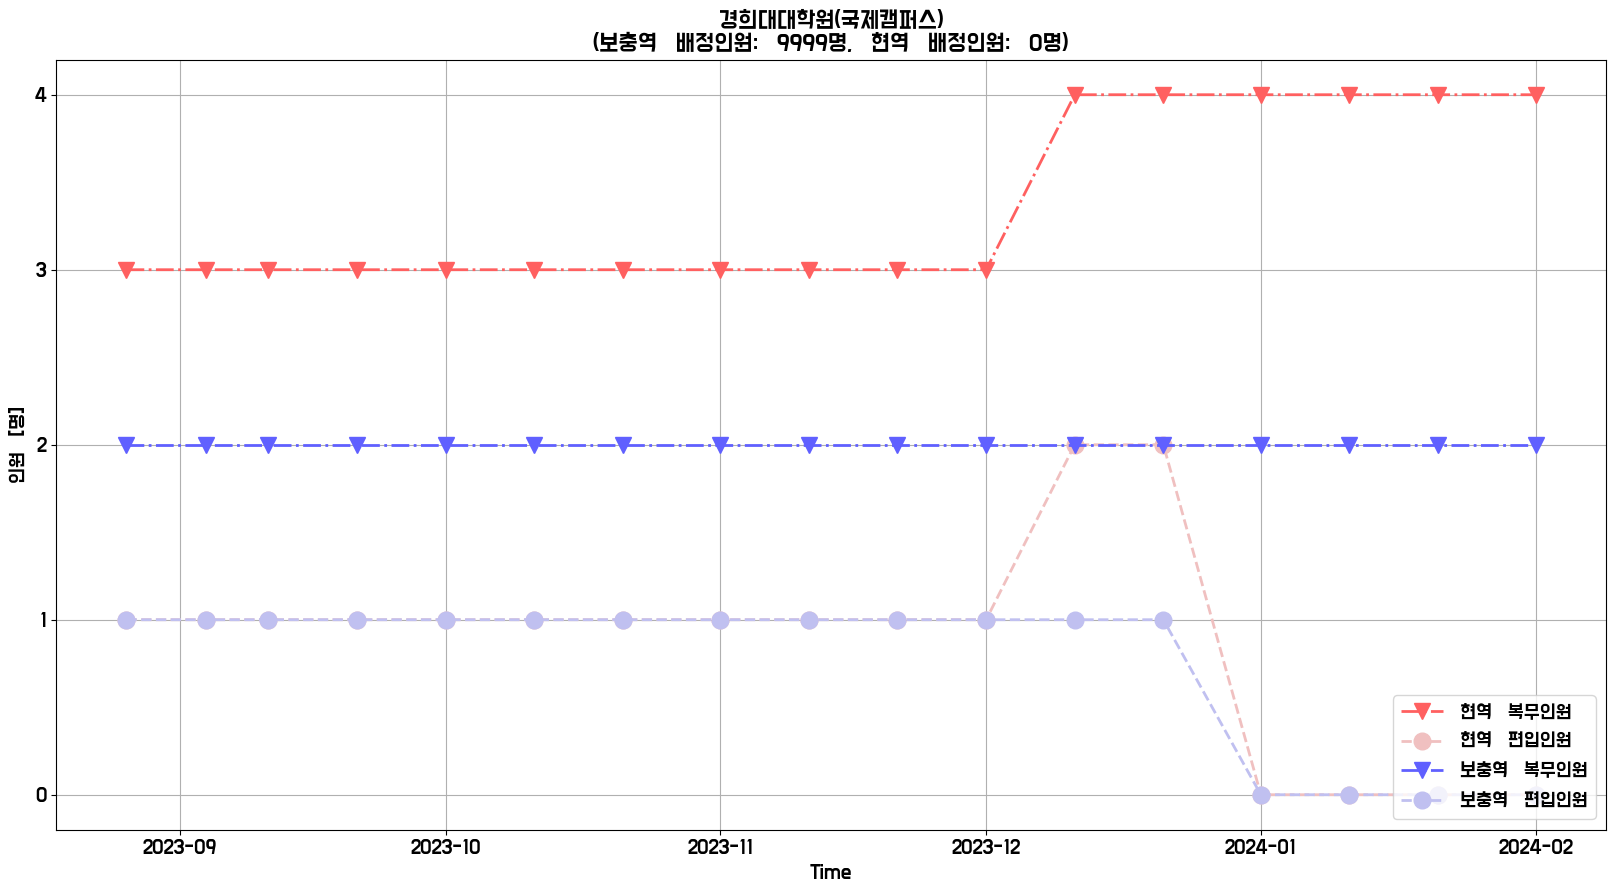 경희대대학원(국제캠퍼스)
(보충역 배정인원: 9999명, 현역 배정인원: 0명)
4
3
2
1
0
인원 [명]
2023-09
2023-10
2023-11
2023-12
2024-01
2024-02
Time
현역 복무인원
현역 편입인원
보충역 복무인원
보충역 편입인원